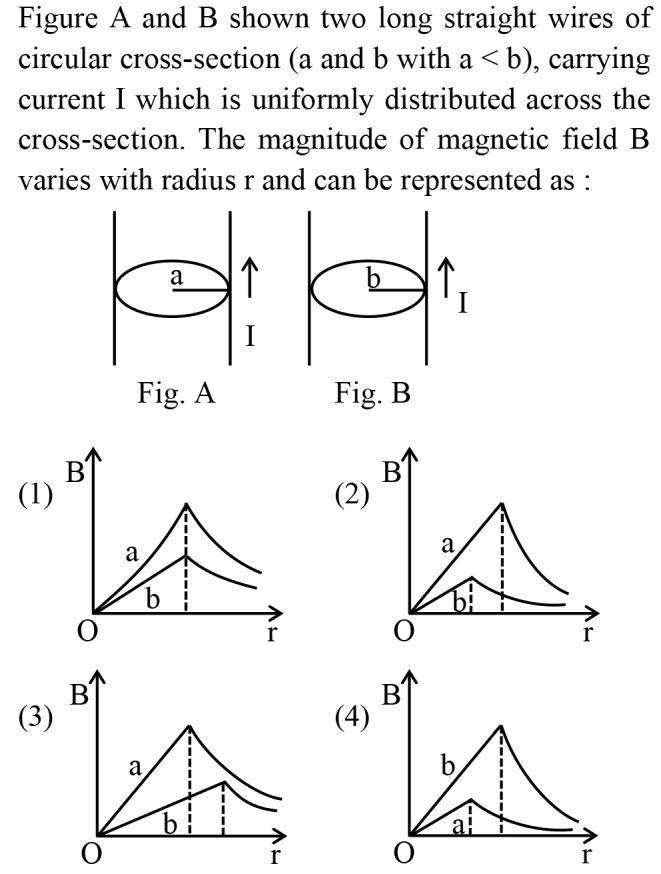 Figure A and B shown two long straight wires of
circular cross-section (a and b with a < b), carrying
current I which is uniformly distributed across the
cross-section. The magnitude of magnetic field B
varies with radius r and can be represented as :
a
I
b
I
Fig. A
Fig. B
(1)
B
a
b
O
r
(2)
B
a
b
O
r
(3)
B
a
b
O
r
(4)
B
b
a
O
r